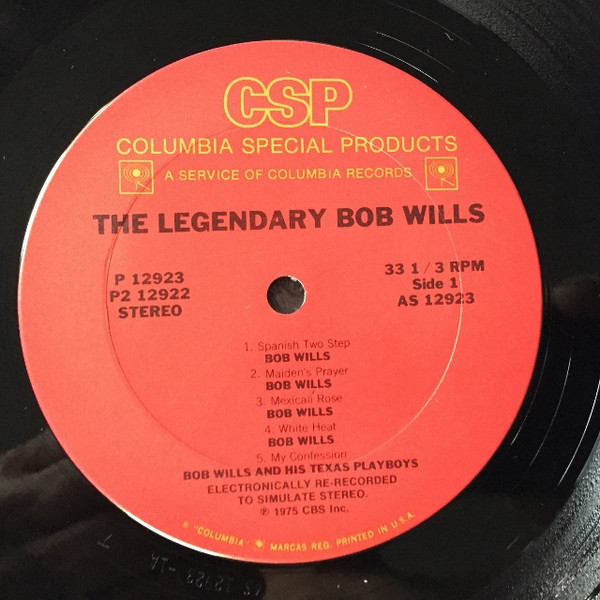 CSP
COLUMBIA SPECIAL PRODUCTS
A SERVICE OF COLUMBIA RECORDS
THE LEGENDARY BOB WILLS
P 12923
P2 12922
STEREO
33 1/3 RPM
Side 1
AS 12923
1. Spanish Two Step
BOB WILLS
2. Maiden's Prayer
BOB WILLS
3. Mexicali Rose
BOB WILLS
4. White Heat
BOB WILLS
5. My Confession
BOB WILLS AND HIS TEXAS PLAYBOYS
ELECTRONICALLY RE-RECORDED
TO SIMULATE STEREO.
℗ 1975 CBS Inc.
® "COLUMBIA" MARCAS REG. PRINTED IN U.S.A.
AS 12923 -1A